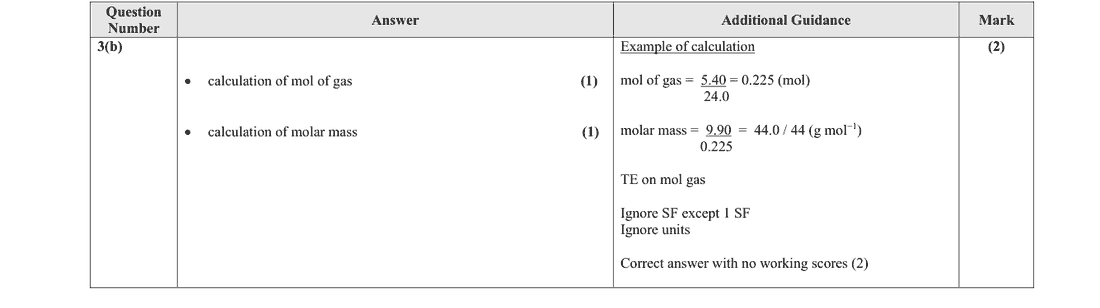 Question
Number
Answer
Additional Guidance
Mark
3(b)
Example of calculation
(2)
• calculation of mol of gas (1)
mol of gas = 5.40 = 0.225 (mol)
24.0
• calculation of molar mass (1)
molar mass = 9.90 = 44.0 / 44 (g mol⁻¹)
0.225
TE on mol gas
Ignore SF except 1 SF
Ignore units
Correct answer with no working scores (2)